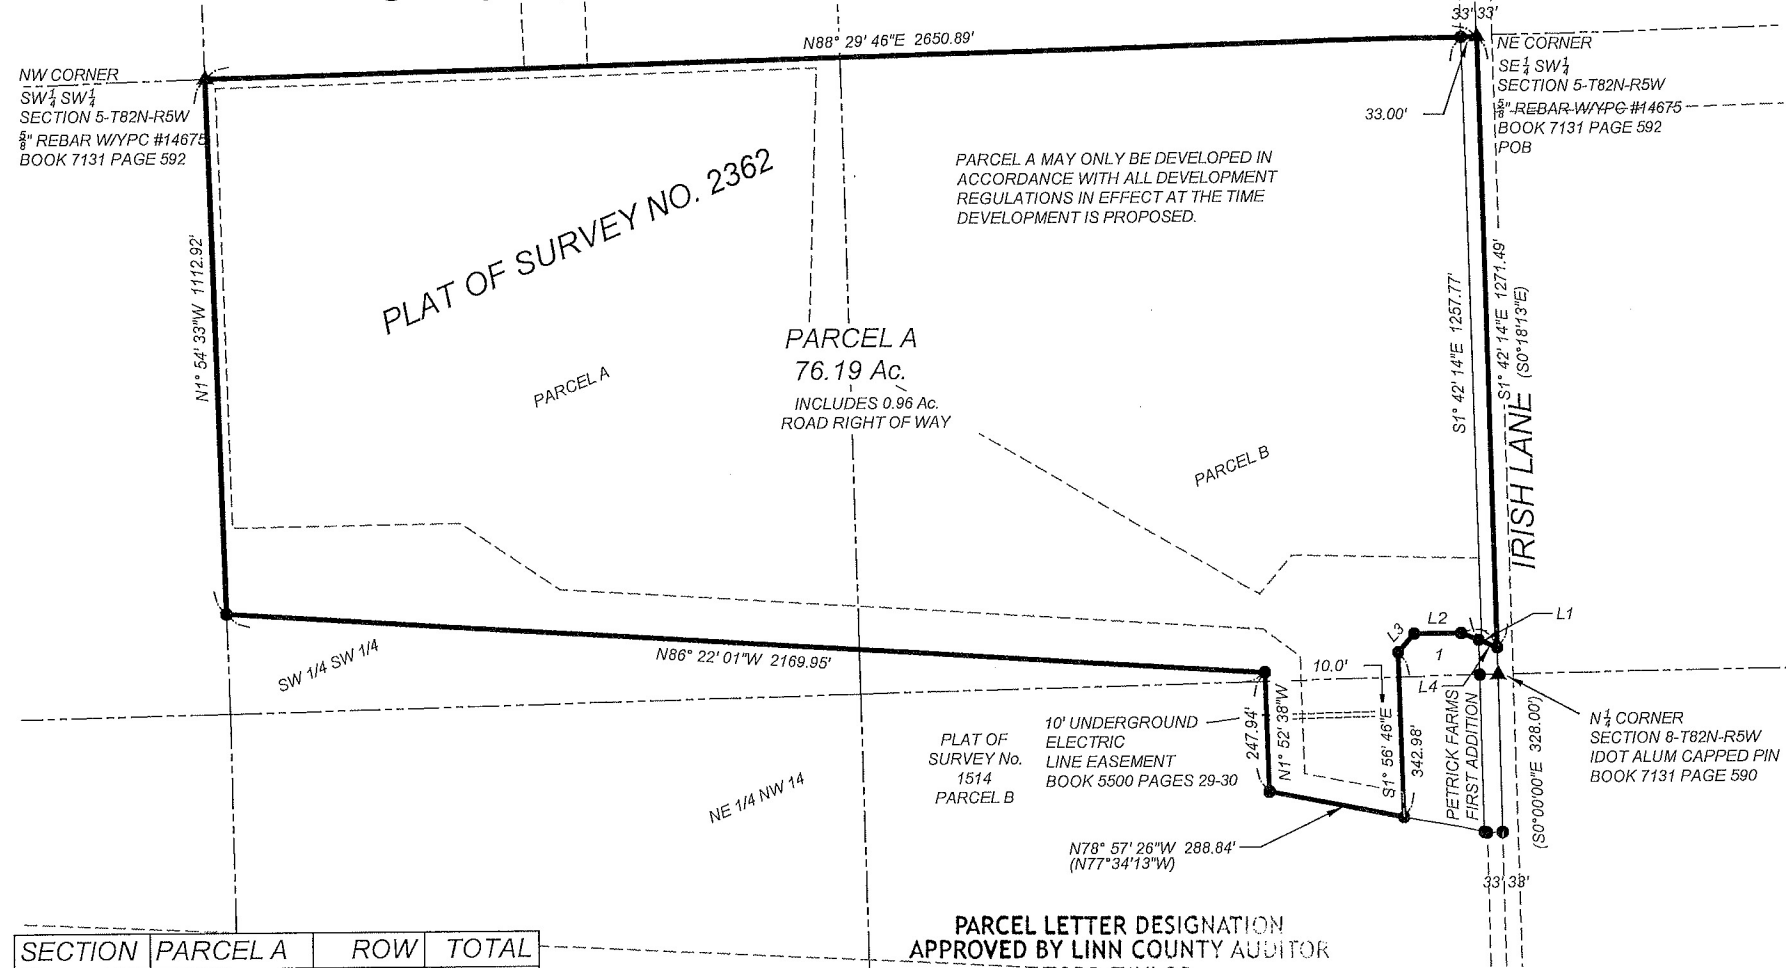 33' 33'
N88° 29' 46"E 2650.89'
NW CORNER
SW 1/4 SW 1/4
SECTION 5-T82N-R5W
5/8" REBAR W/YPC #14675
BOOK 7131 PAGE 592
NE CORNER
SE 1/4 SW 1/4
SECTION 5-T82N-R5W
5/8" REBAR W/YPC #14675
BOOK 7131 PAGE 592
POB
33.00'
PARCEL A MAY ONLY BE DEVELOPED IN
ACCORDANCE WITH ALL DEVELOPMENT
REGULATIONS IN EFFECT AT THE TIME
DEVELOPMENT IS PROPOSED.
PLAT OF SURVEY NO. 2362
N1° 54' 33"W 1112.92'
S1° 42' 14"E 1257.77'
S1° 42' 14"E 1271.49'
(S0°18'13"E)
PARCEL A
76.19 Ac.
INCLUDES 0.96 Ac.
ROAD RIGHT OF WAY
PARCEL A
PARCEL B
IRISH LANE
L1
L2
L3
1
L4
N86° 22' 01"W 2169.95'
SW 1/4 SW 1/4
10.0'
247.94'
N1° 52' 38"W
S1° 56' 46"E
342.98'
PETRICK FARMS
FIRST ADDITION
(S0°00'00"E 328.00')
N 1/4 CORNER
SECTION 8-T82N-R5W
IDOT ALUM CAPPED PIN
BOOK 7131 PAGE 590
PLAT OF
SURVEY No.
1514
PARCEL B
10' UNDERGROUND
ELECTRIC
LINE EASEMENT
BOOK 5500 PAGES 29-30
NE 1/4 NW 14
N78° 57' 26"W 288.84'
(N77°34'13"W)
33' 33'
PARCEL LETTER DESIGNATION
APPROVED BY LINN COUNTY AUDITOR
SECTION PARCEL A ROW TOTAL